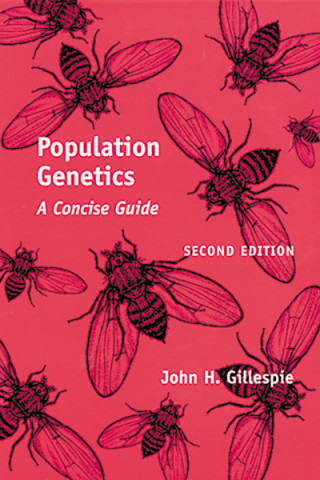 Population
Genetics
A Concise Guide
SECOND EDITION
John H. Gillespie